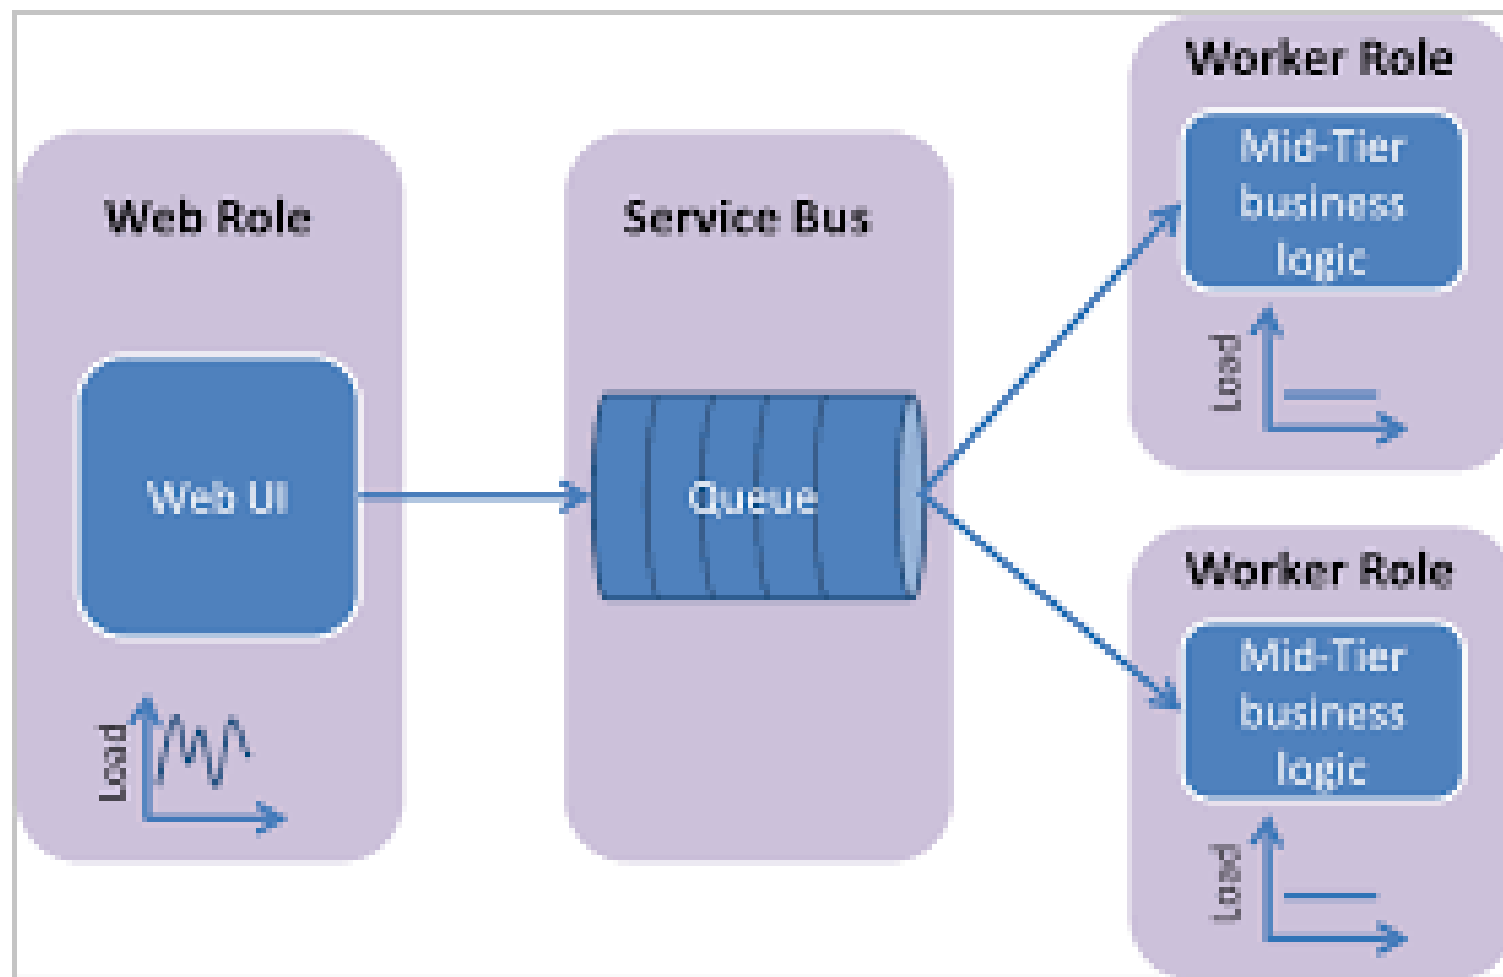 Web Role
Web UI
Load
Service Bus
Queue
Worker Role
Mid-Tier
business
logic
Load
Worker Role
Mid-Tier
business
logic
Load